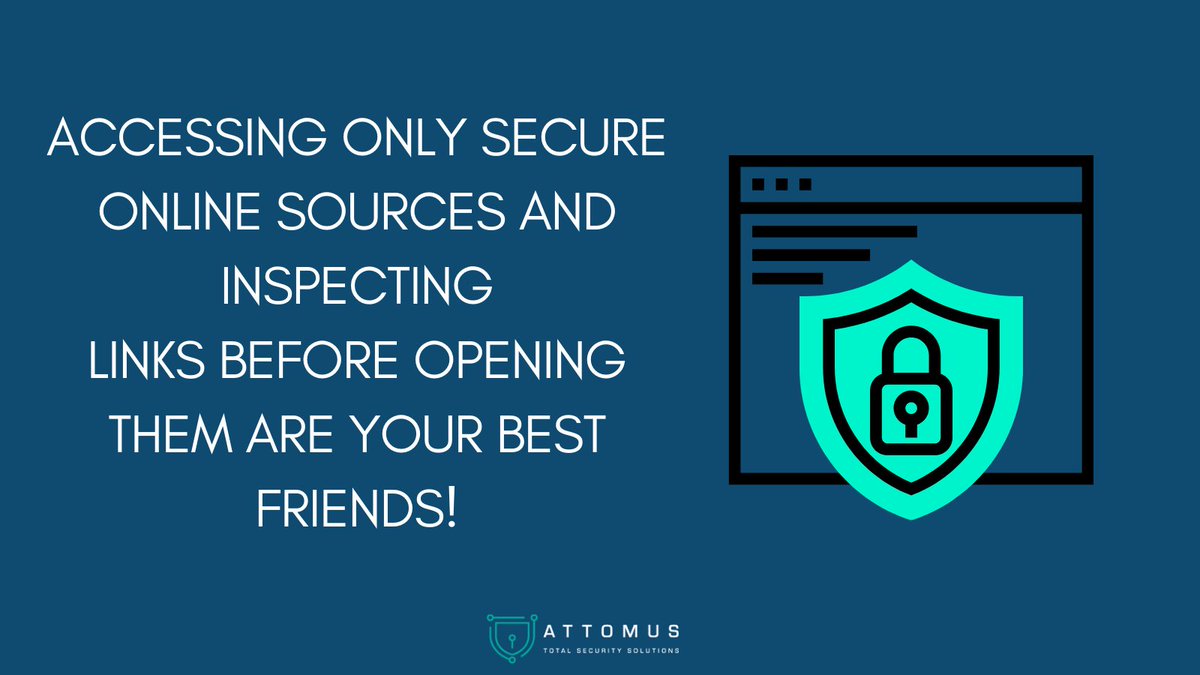 ACCESSING ONLY SECURE
ONLINE SOURCES AND
INSPECTING
LINKS BEFORE OPENING
THEM ARE YOUR BEST
FRIENDS!
ATTOMUS
TOTAL SECURITY SOLUTIONS